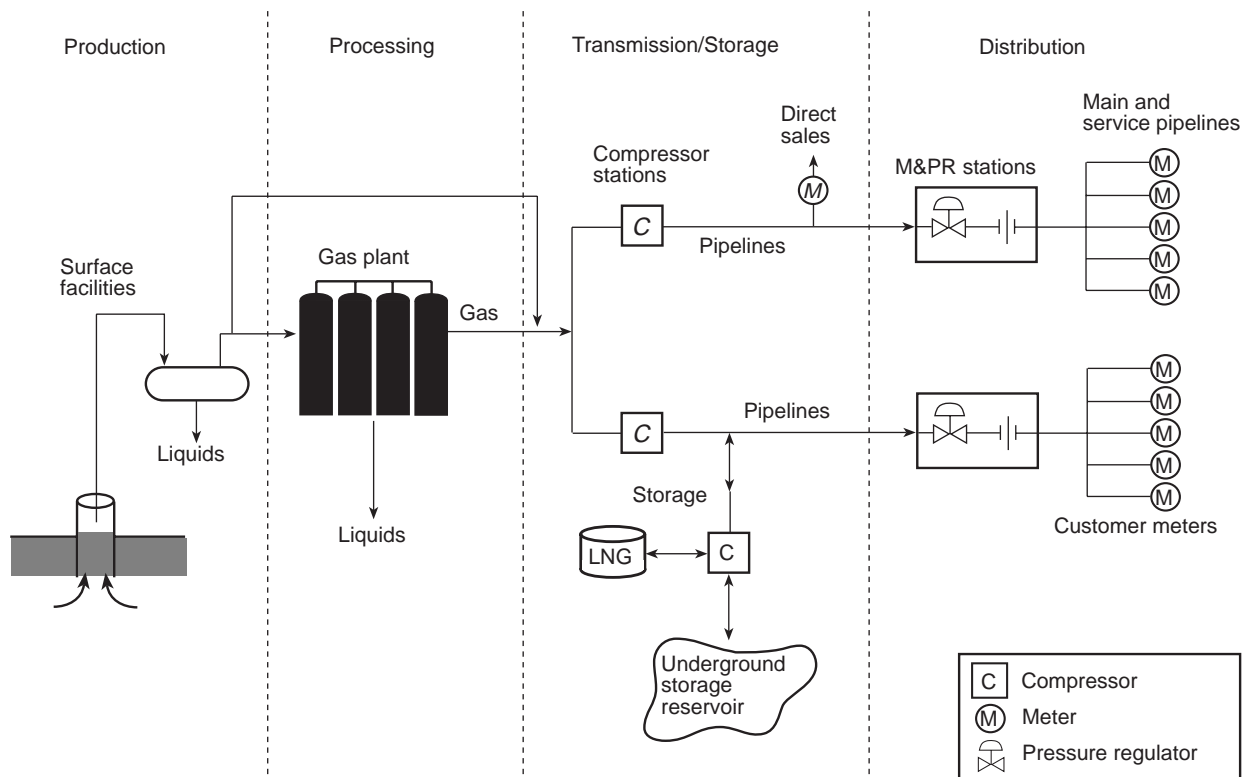 Production
Processing
Transmission/Storage
Distribution
Main and
service pipelines
Direct
sales
Compressor
stations
M&PR stations
M
M
M
M
M
M
C
Pipelines
Surface
facilities
Gas plant
Gas
Liquids
Liquids
C
Pipelines
M
M
M
M
M
Customer meters
Storage
LNG
C
Underground
storage
reservoir
C Compressor
M Meter
Pressure regulator